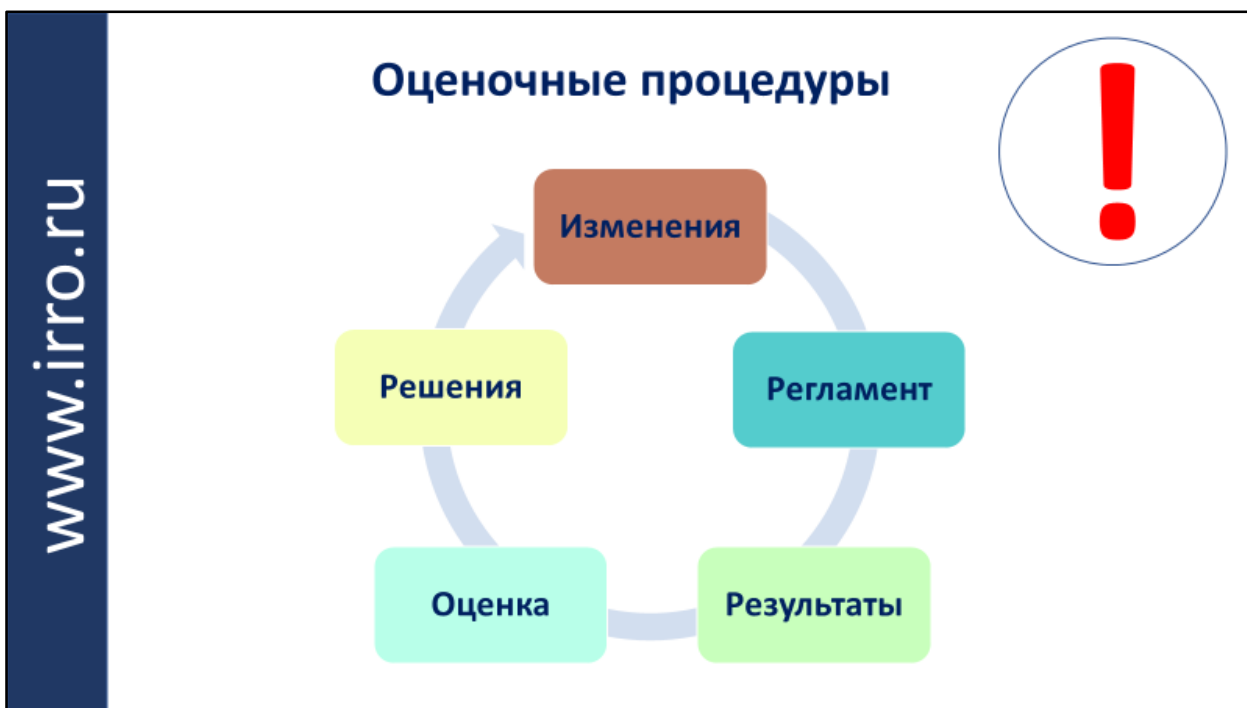 www.irro.ru
Оценочные процедуры
!
Изменения
Регламент
Результаты
Оценка
Решения